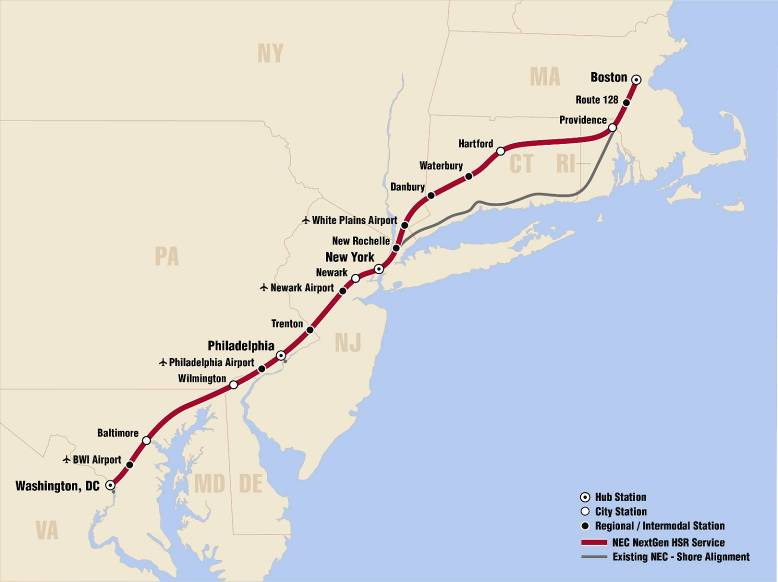 NY
MA
Boston
Route 128
Providence
Hartford
CT
RI
Waterbury
Danbury
White Plains Airport
New Rochelle
New York
PA
Newark
Newark Airport
Trenton
NJ
Philadelphia
Philadelphia Airport
Wilmington
Baltimore
BWI Airport
Washington, DC
MD
DE
VA
Hub Station
City Station
Regional / Intermodal Station
NEC NextGen HSR Service
Existing NEC - Shore Alignment